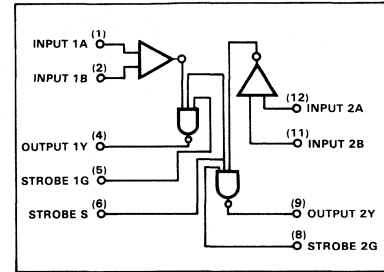 (1)
INPUT 1A
(2)
INPUT 1B
(4)
OUTPUT 1Y
(5)
STROBE 1G
(6)
STROBE S
(12)
INPUT 2A
(11)
INPUT 2B
(9)
OUTPUT 2Y
(8)
STROBE 2G